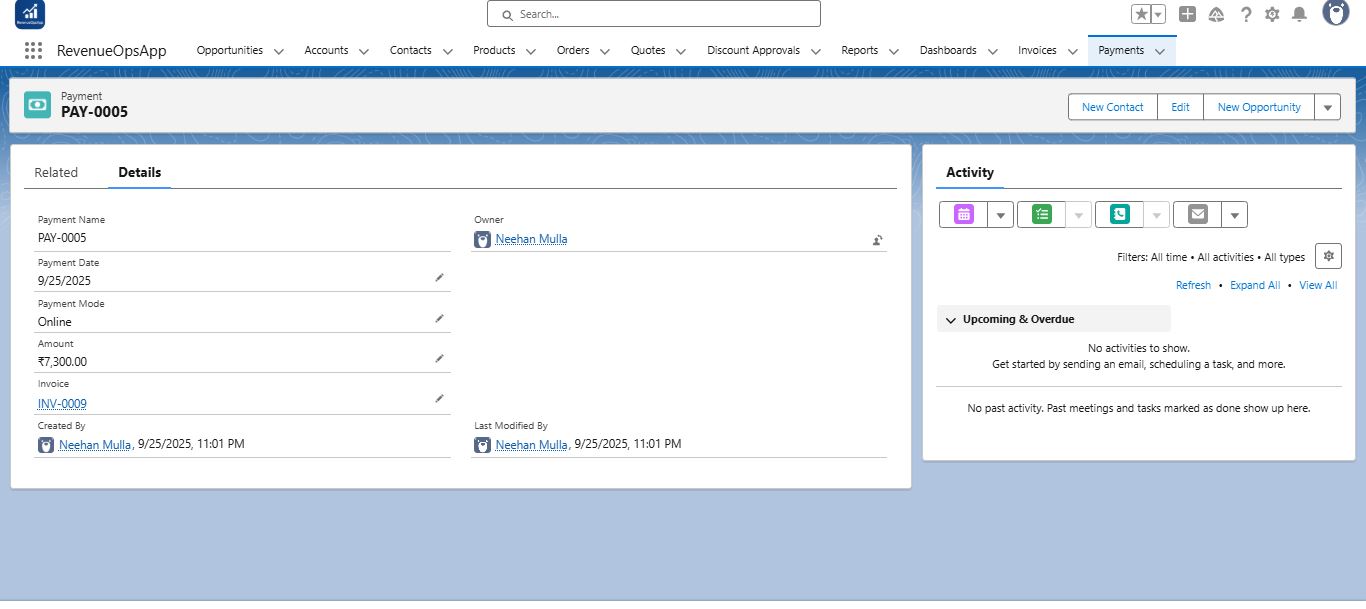 RevenueOpsApp
Search...
RevenueOpsApp Opportunities Accounts Contacts Products Orders Quotes Discount Approvals Reports Dashboards Invoices Payments
Payment
PAY-0005
New Contact Edit New Opportunity
Related Details
Payment Name
PAY-0005
Owner
Neehan Mulla
Payment Date
9/25/2025
Payment Mode
Online
Amount
₹7,300.00
Invoice
INV-0009
Created By
Neehan Mulla, 9/25/2025, 11:01 PM
Last Modified By
Neehan Mulla, 9/25/2025, 11:01 PM
Activity
Filters: All time • All activities • All types
Refresh • Expand All • View All
Upcoming & Overdue
No activities to show.
Get started by sending an email, scheduling a task, and more.
No past activity. Past meetings and tasks marked as done show up here.